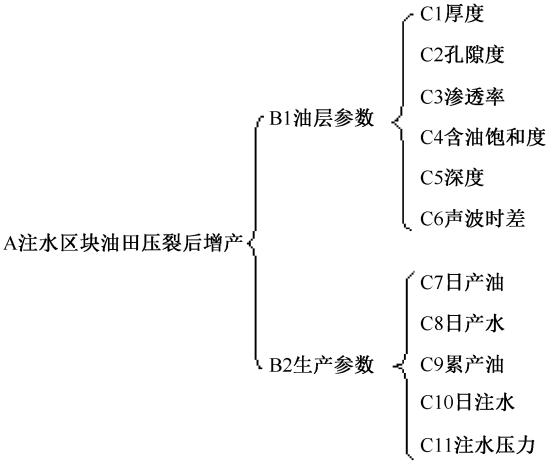 C1厚度
C2孔隙度
C3渗透率
B1油层参数
C4含油饱和度
C5深度
C6声波时差
A注水区块油田压裂后增产
C7日产油
C8日产水
C9累产油
B2生产参数
C10日注水
C11注水压力